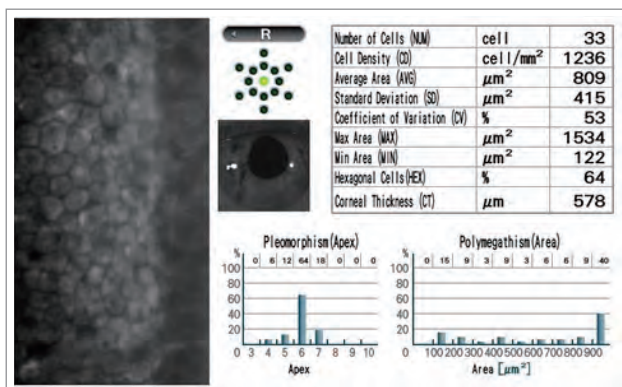 R
Number of Cells (NUM) cell 33
Cell Density (CD) cell/mm² 1236
Average Area (AVG) μm² 809
Standard Deviation (SD) μm² 415
Coefficient of Variation (CV) % 53
Max Area (MAX) μm² 1534
Min Area (MIN) μm² 122
Hexagonal Cells (HEX) % 64
Corneal Thickness (CT) μm 578
Pleomorphism (Apex)
% 0 6 12 64 18 0 0 0
100
80
60
40
20
0 3 4 5 6 7 8 9 10
Apex
Polymegathism (Area)
% 0 15 9 3 9 3 6 6 9 40
100
80
60
40
20
0 100 200 300 400 500 600 700 800 900
Area [μm²]